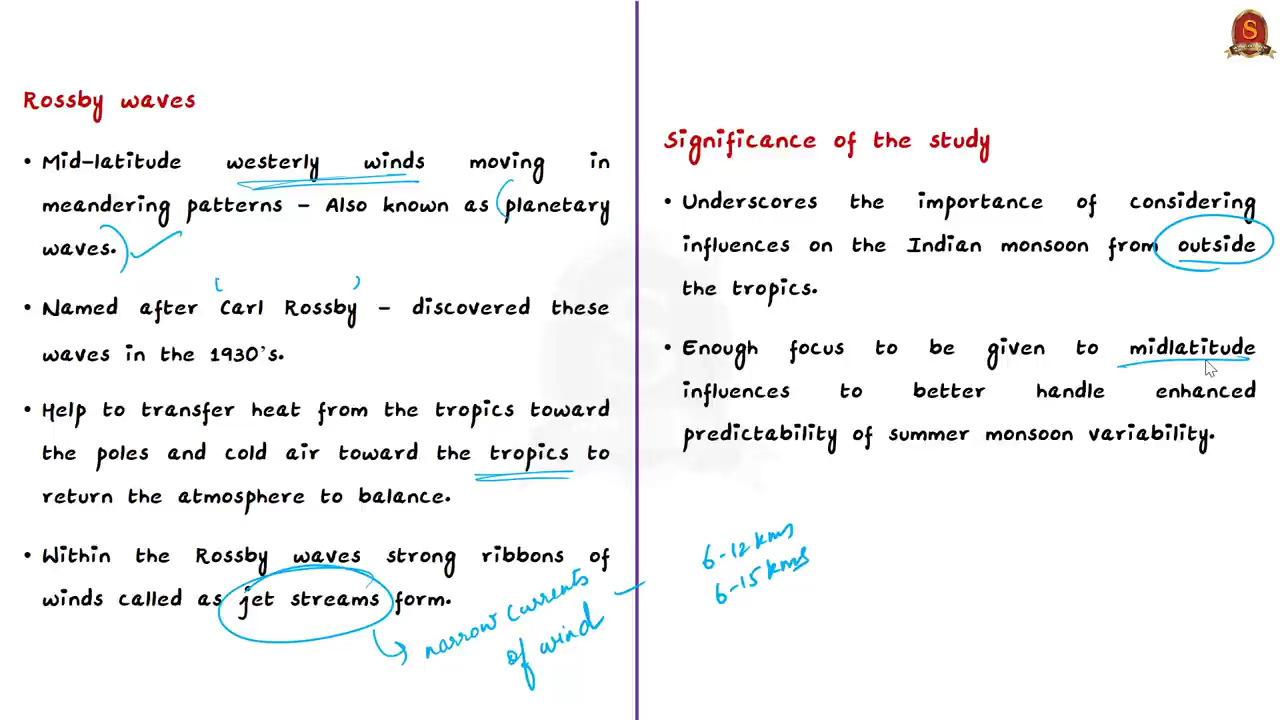 Rossby waves
• Mid-latitude westerly winds moving in
meandering patterns – Also known as planetary
waves.
• Named after Carl Rossby – discovered these
waves in the 1930's.
• Help to transfer heat from the tropics toward
the poles and cold air toward the tropics to
return the atmosphere to balance.
• Within the Rossby waves strong ribbons of
winds called as jet streams form.
narrow currents
of wind
Significance of the study
• Underscores the importance of considering
influences on the Indian monsoon from outside
the tropics.
• Enough focus to be given to midlatitude
influences to better handle enhanced
predictability of summer monsoon variability.
6-12 kms
6-15 kms
S